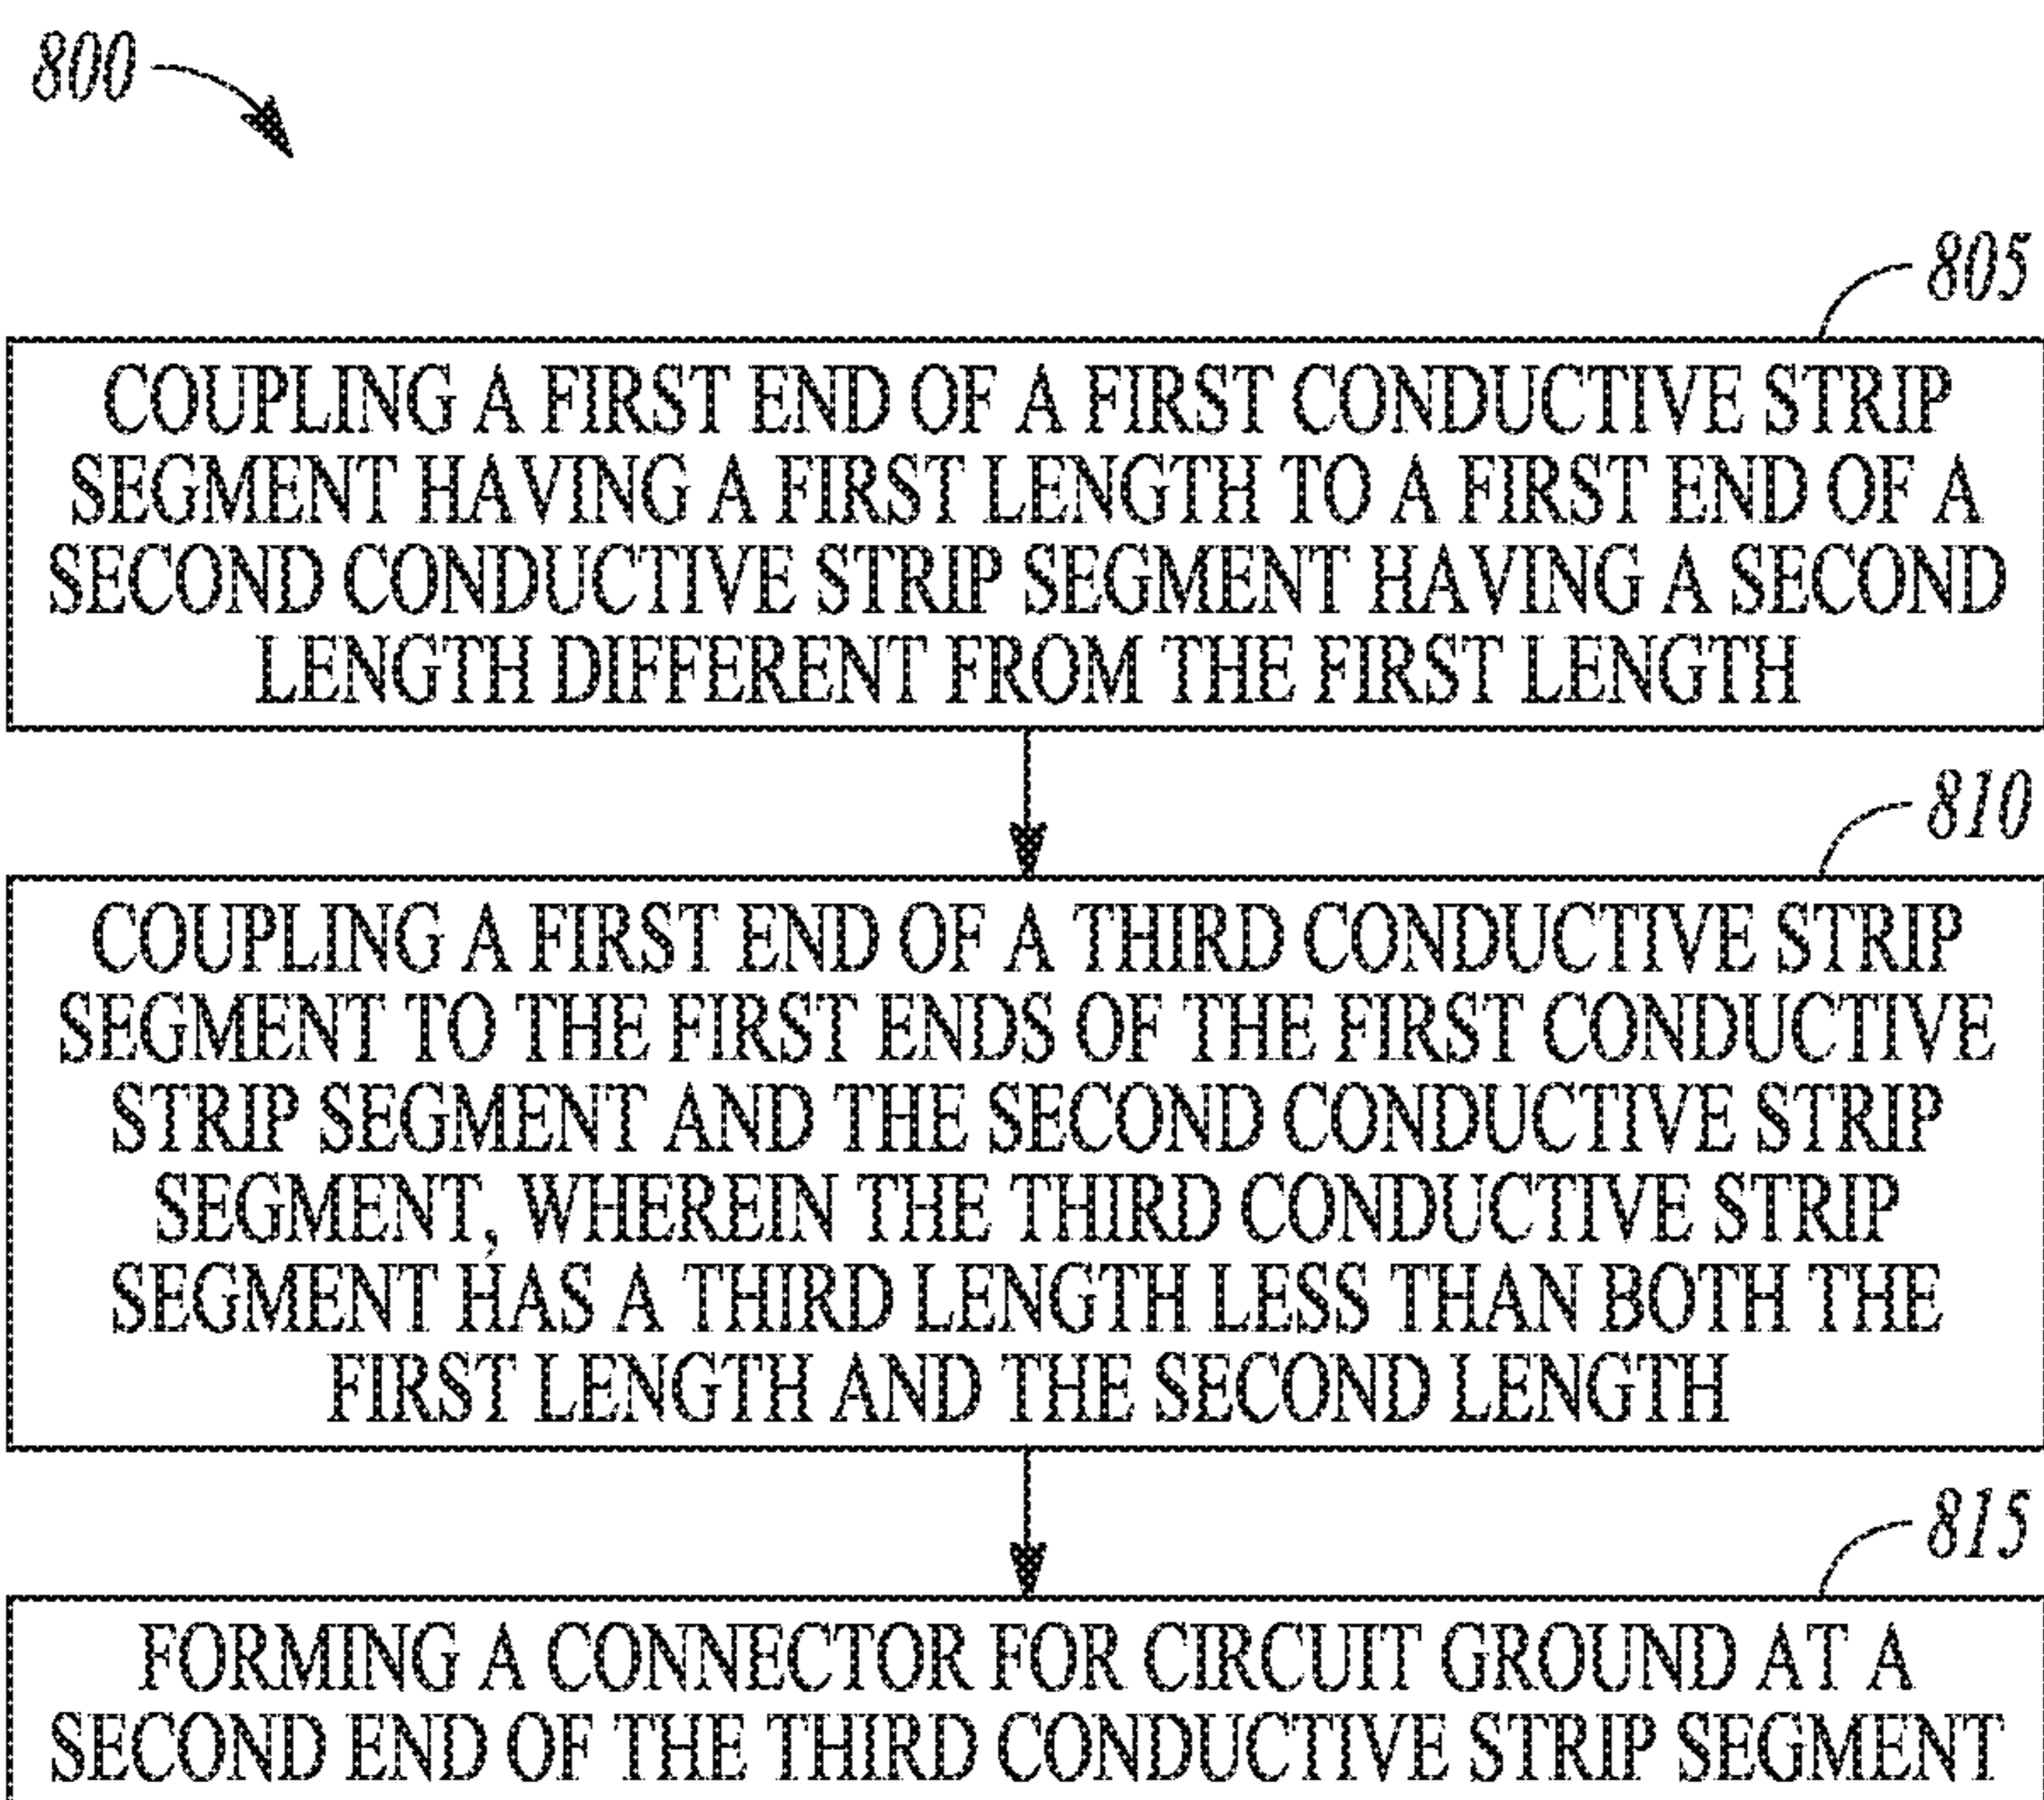 800
805
COUPLING A FIRST END OF A FIRST CONDUCTIVE STRIP
SEGMENT HAVING A FIRST LENGTH TO A FIRST END OF A
SECOND CONDUCTIVE STRIP SEGMENT HAVING A SECOND
LENGTH DIFFERENT FROM THE FIRST LENGTH
810
COUPLING A FIRST END OF A THIRD CONDUCTIVE STRIP
SEGMENT TO THE FIRST ENDS OF THE FIRST CONDUCTIVE
STRIP SEGMENT AND THE SECOND CONDUCTIVE STRIP
SEGMENT, WHEREIN THE THIRD CONDUCTIVE STRIP
SEGMENT HAS A THIRD LENGTH LESS THAN BOTH THE
FIRST LENGTH AND THE SECOND LENGTH
815
FORMING A CONNECTOR FOR CIRCUIT GROUND AT A
SECOND END OF THE THIRD CONDUCTIVE STRIP SEGMENT